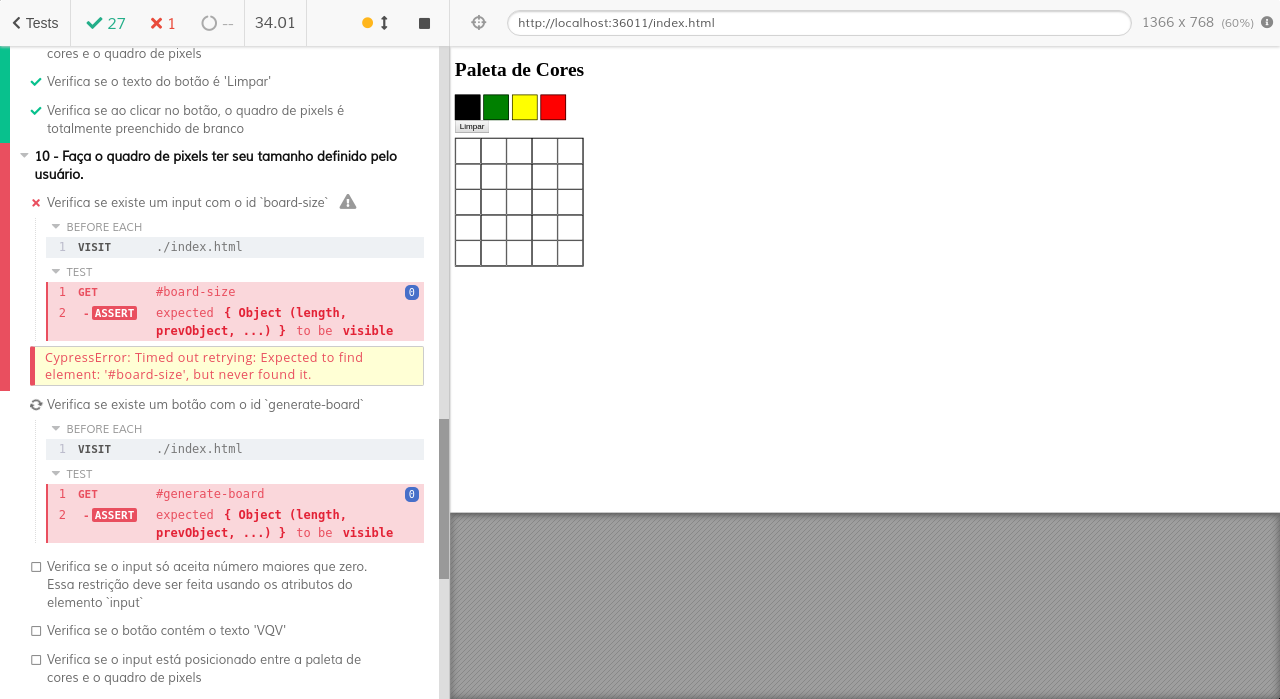 Tests
27
1
--
34.01
http://localhost:36011/index.html
1366 x 768 (60%)
cores e o quadro de pixels
Verifica se o texto do botão é 'Limpar'
Verifica se ao clicar no botão, o quadro de pixels é
totalmente preenchido de branco
10 - Faça o quadro de pixels ter seu tamanho definido pelo
usuário.
Verifica se existe um input com o id `board-size`
BEFORE EACH
1 VISIT ./index.html
TEST
1 GET #board-size 0
2 -ASSERT expected { Object (length,
prevObject, ...) } to be visible
CypressError: Timed out retrying: Expected to find
element: '#board-size', but never found it.
Verifica se existe um botão com o id `generate-board`
BEFORE EACH
1 VISIT ./index.html
TEST
1 GET #generate-board 0
2 -ASSERT expected { Object (length,
prevObject, ...) } to be visible
Verifica se o input só aceita número maiores que zero.
Essa restrição deve ser feita usando os atributos do
elemento `input`
Verifica se o botão contém o texto 'VQV'
Verifica se o input está posicionado entre a paleta de
cores e o quadro de pixels
Paleta de Cores
Limpar